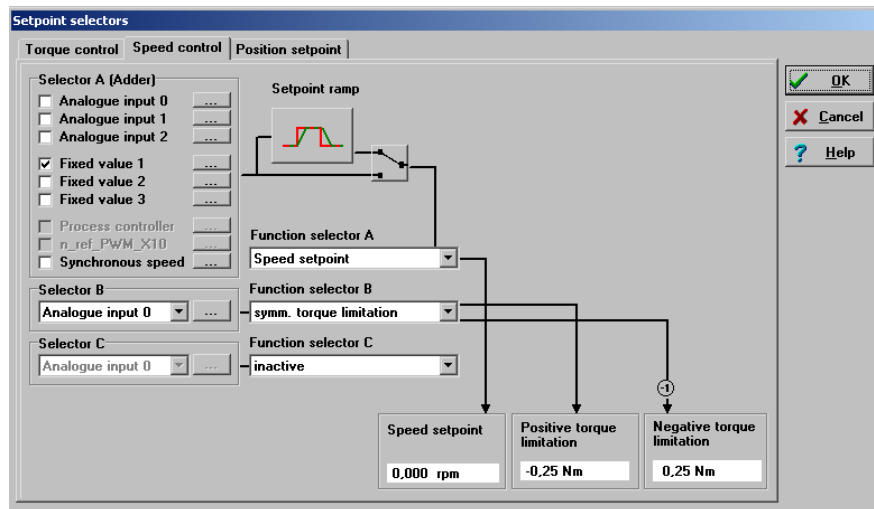 Setpoint selectors
Torque control
Speed control
Position setpoint
Selector A (Adder)
Analogue input 0 ...
Analogue input 1 ...
Analogue input 2 ...
Fixed value 1 ...
Fixed value 2 ...
Fixed value 3 ...
Process controller ...
n_ref_PWM_X10 ...
Synchronous speed ...
Setpoint ramp
Function selector A
Speed setpoint
Selector B
Analogue input 0 ...
Function selector B
symm. torque limitation
Selector C
Analogue input 0 ...
Function selector C
inactive
-1
Speed setpoint
0,000 rpm
Positive torque
limitation
-0,25 Nm
Negative torque
limitation
0,25 Nm
OK
Cancel
Help